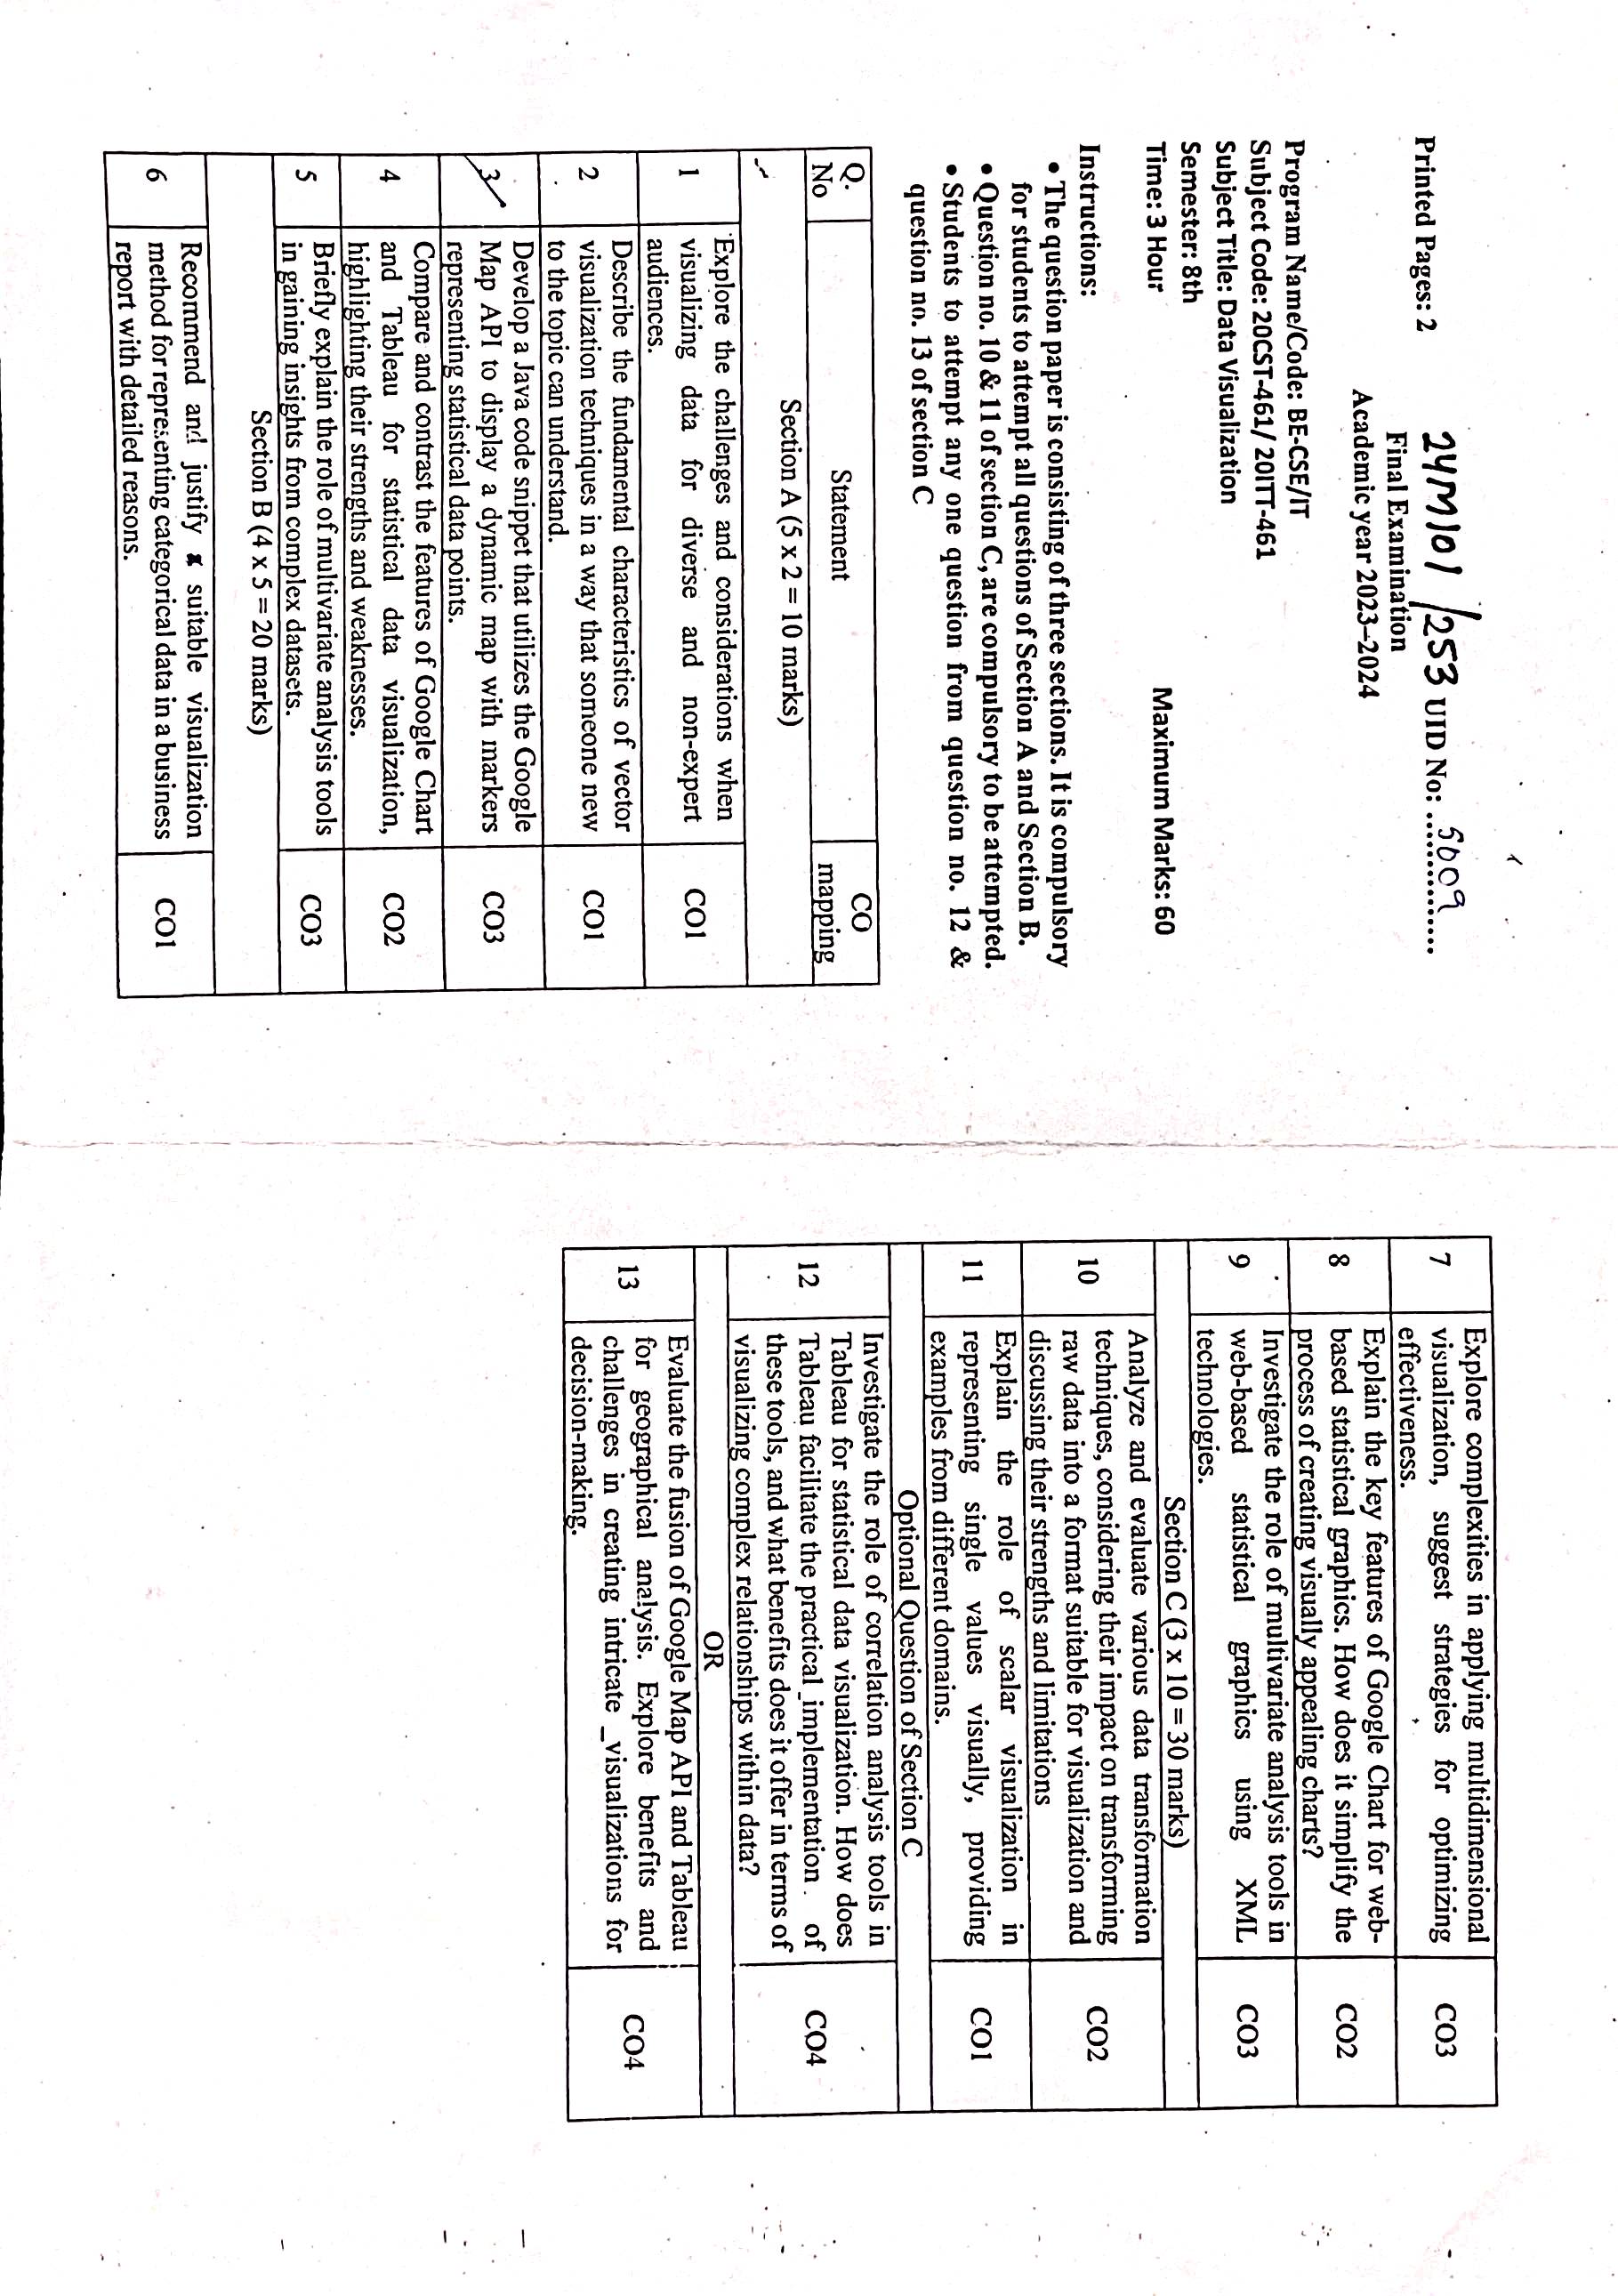 Printed Pages: 2
24M101 /253 UID No: ..5009..........
Final Examination
Academic year 2023–2024
Program Name/Code: BE-CSE/IT
Subject Code: 20CST-461/ 20ITT-461
Subject Title: Data Visualization
Semester: 8th
Time: 3 Hour Maximum Marks: 60
Instructions:
• The question paper is consisting of three sections. It is compulsory
for students to attempt all questions of Section A and Section B.
• Question no. 10 & 11 of section C, are compulsory to be attempted.
• Students to attempt any one question from question no. 12 &
question no. 13 of section C
Q. No Statement CO mapping
Section A (5 x 2 = 10 marks)
1 Explore the challenges and considerations when
visualizing data for diverse and non-expert
audiences. CO1
2 Describe the fundamental characteristics of vector
visualization techniques in a way that someone new
to the topic can understand. CO1
3 Develop a Java code snippet that utilizes the Google
Map API to display a dynamic map with markers
representing statistical data points. CO3
4 Compare and contrast the features of Google Chart
and Tableau for statistical data visualization,
highlighting their strengths and weaknesses. CO2
5 Briefly explain the role of multivariate analysis tools
in gaining insights from complex datasets. CO3
Section B (4 x 5 = 20 marks)
6 Recommend and justify a suitable visualization
method for representing categorical data in a business
report with detailed reasons. CO1
7 Explore complexities in applying multidimensional
visualization, suggest strategies for optimizing
effectiveness. CO3
8 Explain the key features of Google Chart for web-
based statistical graphics. How does it simplify the
process of creating visually appealing charts? CO2
9 Investigate the role of multivariate analysis tools in
web-based statistical graphics using XML
technologies. CO3
Section C (3 x 10 = 30 marks)
10 Analyze and evaluate various data transformation
techniques, considering their impact on transforming
raw data into a format suitable for visualization and
discussing their strengths and limitations CO2
11 Explain the role of scalar visualization in
representing single values visually, providing
examples from different domains. CO1
Optional Question of Section C
12 Investigate the role of correlation analysis tools in
Tableau for statistical data visualization. How does
Tableau facilitate the practical implementation of
these tools, and what benefits does it offer in terms of
visualizing complex relationships within data? CO4
OR
13 Evaluate the fusion of Google Map API and Tableau
for geographical analysis. Explore benefits and
challenges in creating intricate visualizations for
decision-making. CO4